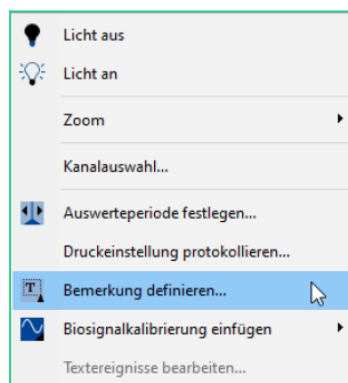 Licht aus
Licht an
Zoom
Kanalauswahl...
Auswerteperiode festlegen...
Druckeinstellung protokollieren...
T Bemerkung definieren...
Biosignalkalibrierung einfügen
Textereignisse bearbeiten...